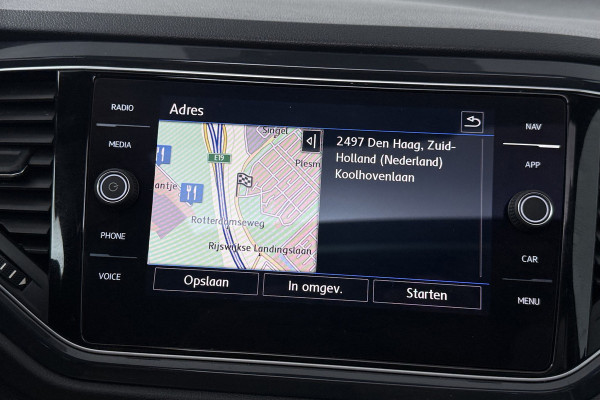 RADIO
MEDIA
PHONE
VOICE
Adres
Singel
E19
Plesm
antje
Rotterdamseweg
Rijswijkse Landingslaan
2497 Den Haag, Zuid-
Holland (Nederland)
Koolhovenlaan
Opslaan
In omgev.
Starten
NAV
APP
CAR
MENU